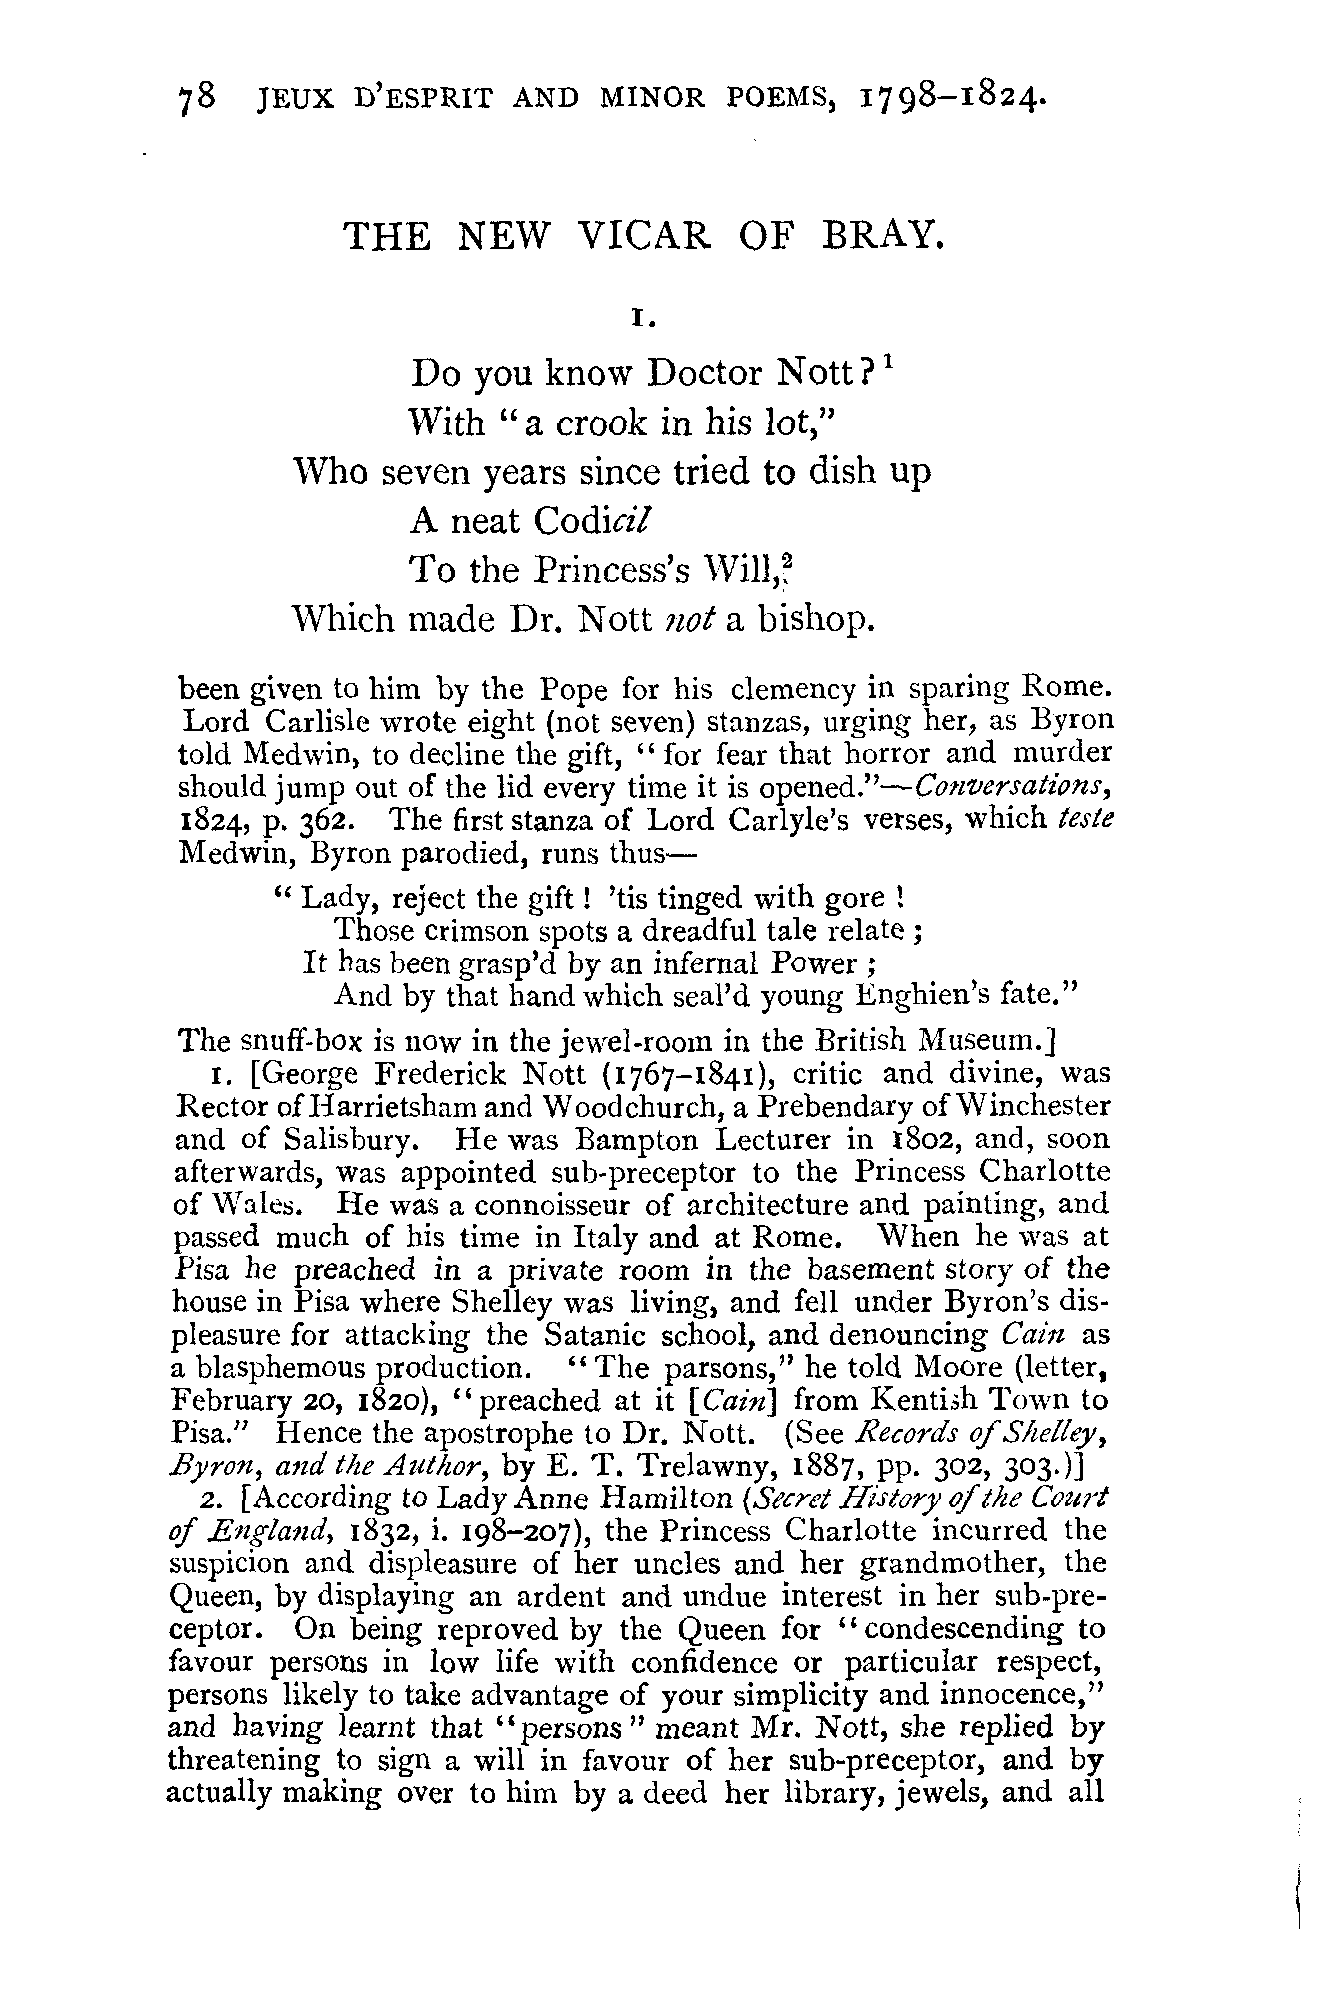 78 JEUX D'ESPRIT AND MINOR POEMS, 1798–1824.
THE NEW VICAR OF BRAY.
1.
Do you know Doctor Nott?¹
With "a crook in his lot,"
Who seven years since tried to dish up
A neat Codicil
To the Princess's Will,²
Which made Dr. Nott not a bishop.
been given to him by the Pope for his clemency in sparing Rome.
Lord Carlisle wrote eight (not seven) stanzas, urging her, as Byron
told Medwin, to decline the gift, "for fear that horror and murder
should jump out of the lid every time it is opened."—Conversations,
1824, p. 362. The first stanza of Lord Carlyle's verses, which teste
Medwin, Byron parodied, runs thus—
"Lady, reject the gift! 'tis tinged with gore!
Those crimson spots a dreadful tale relate;
It has been grasp'd by an infernal Power;
And by that hand which seal'd young Enghien's fate."
The snuff-box is now in the jewel-room in the British Museum.]
1. [George Frederick Nott (1767–1841), critic and divine, was
Rector of Harrietsham and Woodchurch, a Prebendary of Winchester
and of Salisbury. He was Bampton Lecturer in 1802, and, soon
afterwards, was appointed sub-preceptor to the Princess Charlotte
of Wales. He was a connoisseur of architecture and painting, and
passed much of his time in Italy and at Rome. When he was at
Pisa he preached in a private room in the basement story of the
house in Pisa where Shelley was living, and fell under Byron's dis-
pleasure for attacking the Satanic school, and denouncing Cain as
a blasphemous production. "The parsons," he told Moore (letter,
February 20, 1820), "preached at it [Cain] from Kentish Town to
Pisa." Hence the apostrophe to Dr. Nott. (See Records of Shelley,
Byron, and the Author, by E. T. Trelawny, 1887, pp. 302, 303.)]
2. [According to Lady Anne Hamilton (Secret History of the Court
of England, 1832, i. 198–207), the Princess Charlotte incurred the
suspicion and displeasure of her uncles and her grandmother, the
Queen, by displaying an ardent and undue interest in her sub-pre-
ceptor. On being reproved by the Queen for "condescending to
favour persons in low life with confidence or particular respect,
persons likely to take advantage of your simplicity and innocence,"
and having learnt that "persons" meant Mr. Nott, she replied by
threatening to sign a will in favour of her sub-preceptor, and by
actually making over to him by a deed her library, jewels, and all